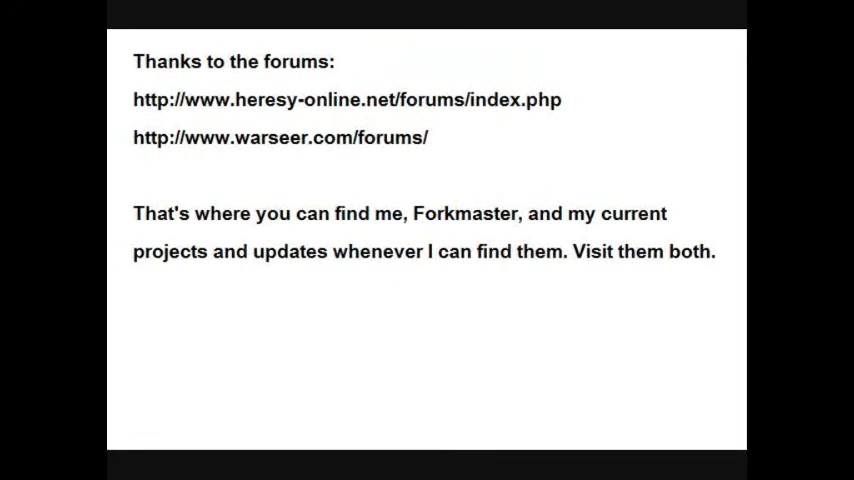 Thanks to the forums:
http://www.heresy-online.net/forums/index.php
http://www.warseer.com/forums/
That's where you can find me, Forkmaster, and my current
projects and updates whenever I can find them. Visit them both.